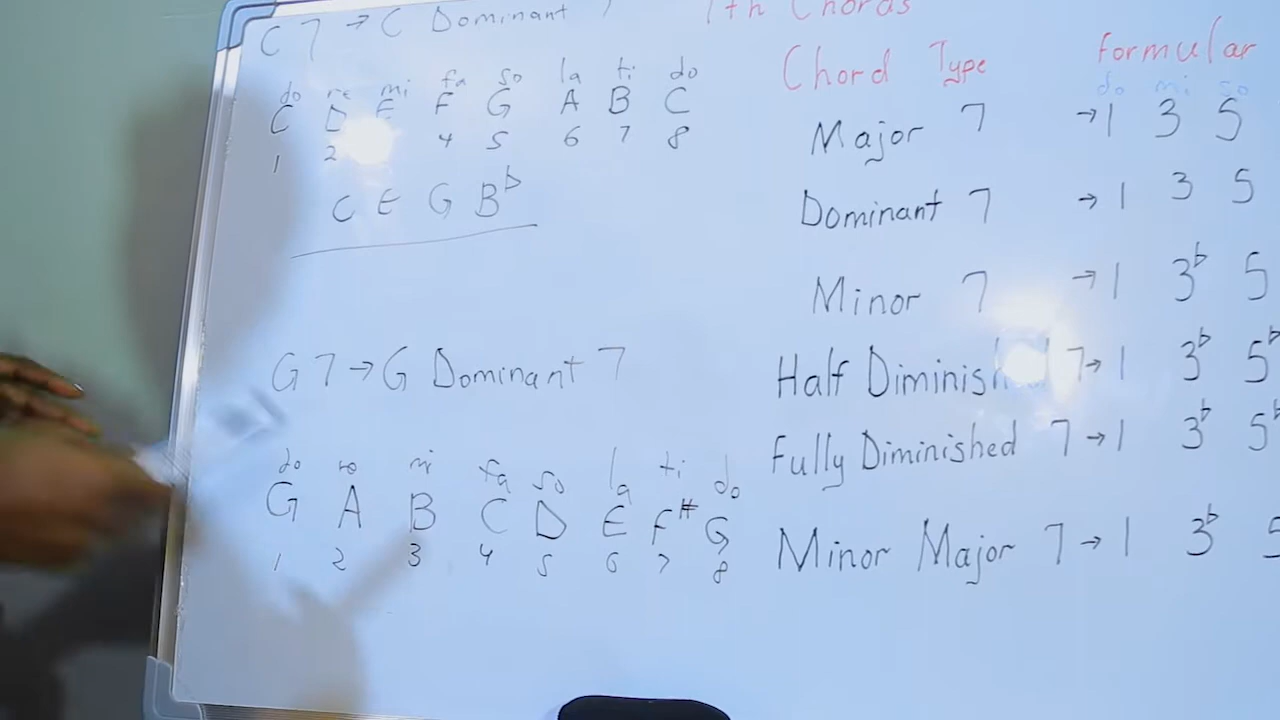 C 7 → C Dominant 7
7th Chords
do re mi fa so la ti do
C D E F G A B C
1 2 4 5 6 7 8
C E G B♭
G 7 → G Dominant 7
do re mi fa so la ti do
G A B C D E F# G
1 2 3 4 5 6 7 8
Chord Type formular
do mi so
Major 7 → 1 3 5
Dominant 7 → 1 3 5
Minor 7 → 1 3♭ 5
Half 7 → 1 3♭ 5♭
Fully Diminished 7 → 1 3♭ 5♭
Minor Major 7 → 1 3♭ 5